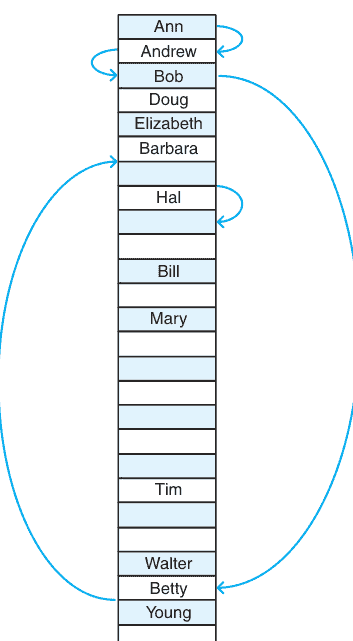 Ann
Andrew
Bob
Doug
Elizabeth
Barbara
Hal
Bill
Mary
Tim
Walter
Betty
Young